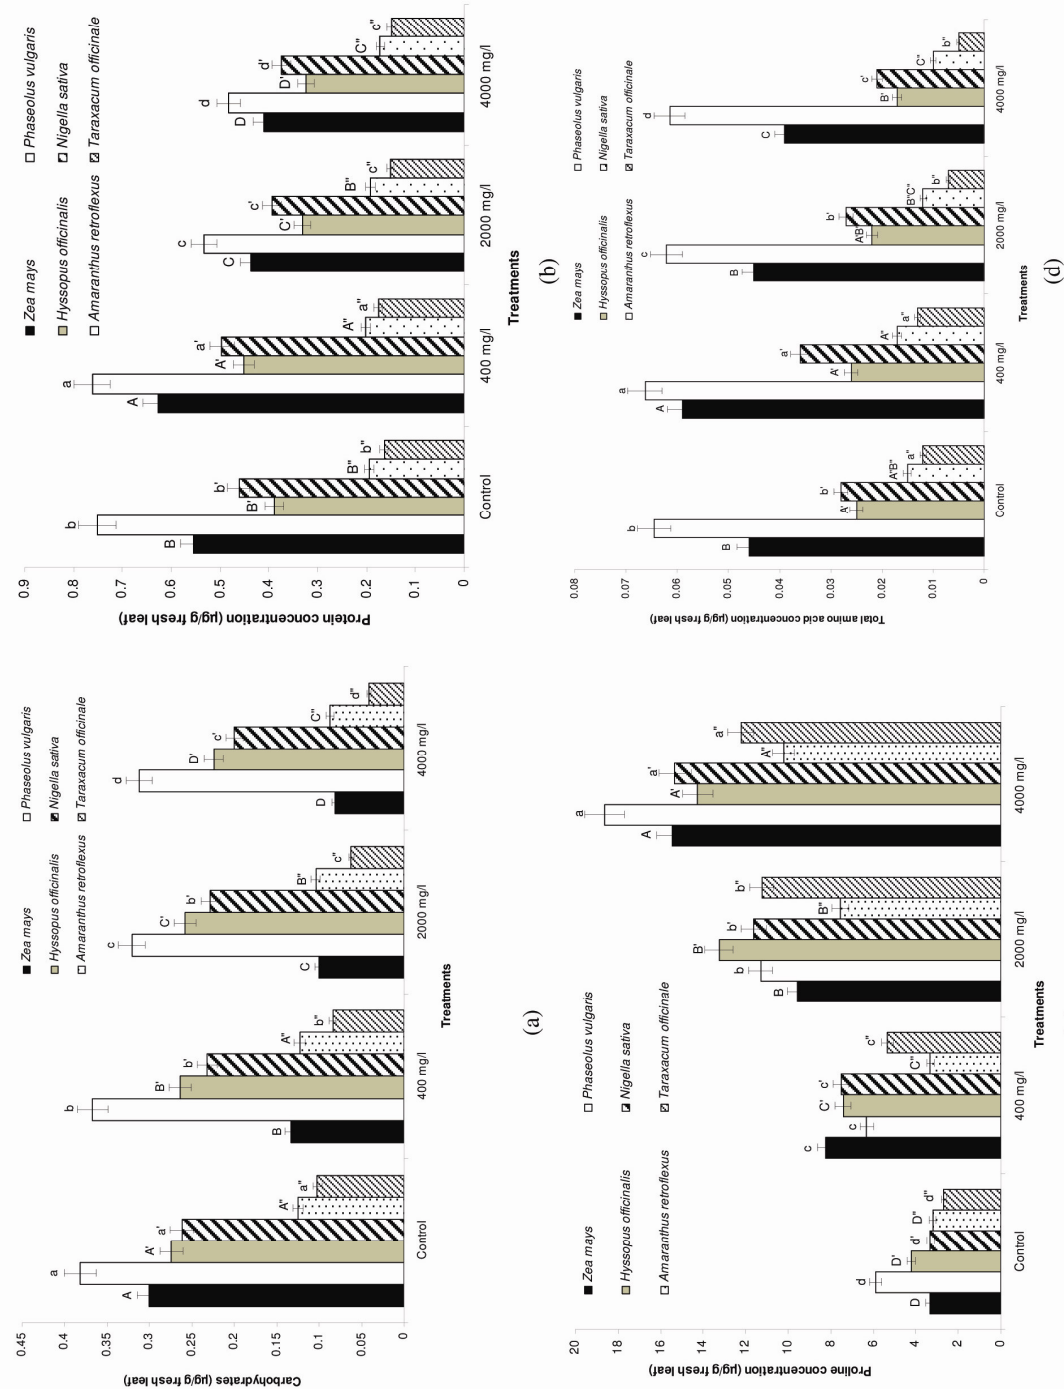 Carbohydrates (µg/g fresh leaf)
0.45
0.4
0.35
0.3
0.25
0.2
0.15
0.1
0.05
0
Zea mays Phaseolus vulgaris
Hyssopus officinalis Nigella sativa
Amaranthus retroflexus Taraxacum officinale
A a A' a' A" a"
B b B' b' A" b"
C c C' b' B" c"
D d D' c' C" d"
Control 400 mg/l 2000 mg/l 4000 mg/l
Treatments
(a)
Protein concentration (µg/g fresh leaf)
0.9
0.8
0.7
0.6
0.5
0.4
0.3
0.2
0.1
0
Zea mays Phaseolus vulgaris
Hyssopus officinalis Nigella sativa
Amaranthus retroflexus Taraxacum officinale
B b B' b' B" b"
A a A' a' A" a"
C c C' c' B" c"
D d D' d' C" c"
Control 400 mg/l 2000 mg/l 4000 mg/l
Treatments
(b)
Proline concentration (µg/g fresh leaf)
20
18
16
14
12
10
8
6
4
2
0
Zea mays Phaseolus vulgaris
Hyssopus officinalis Nigella sativa
Amaranthus retroflexus Taraxacum officinale
D d D' d' D" d"
c c C' c' C" c"
B b B' b' B" b"
A a A' a' A" a"
Control 400 mg/l 2000 mg/l 4000 mg/l
Treatments
Total amino acid concentration (µg/g fresh leaf)
0.08
0.07
0.06
0.05
0.04
0.03
0.02
0.01
0
Zea mays Phaseolus vulgaris
Hyssopus officinalis Nigella sativa
Amaranthus retroflexus Taraxacum officinale
B b A' b' A"B" a"
A a A' a' A" a"
B c A'B' b' B"C" b"
C d B' c' C" b"
Control 400 mg/l 2000 mg/l 4000 mg/l
Treatments
(d)